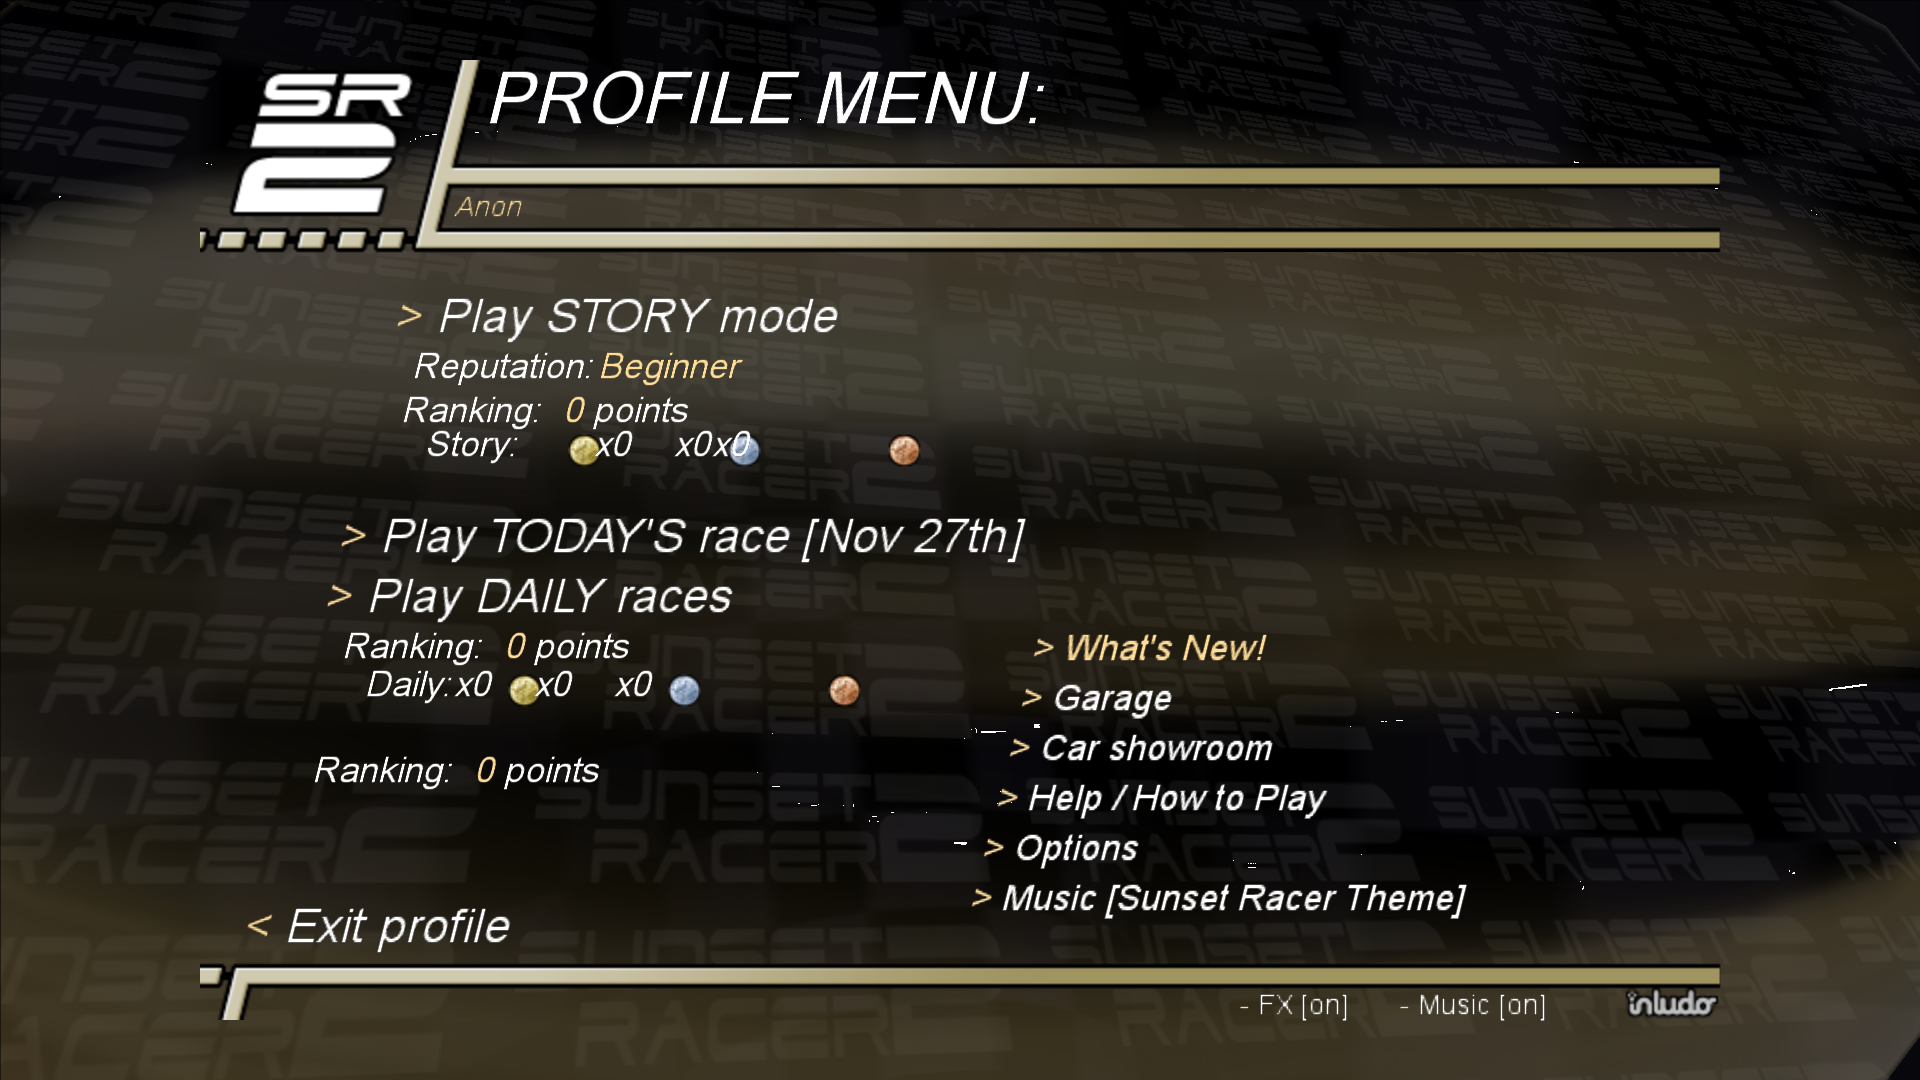 SR
2
PROFILE MENU:
Anon
> Play STORY mode
Reputation: Beginner
Ranking: 0 points
Story: x0 x0x0
> Play TODAY'S race [Nov 27th]
> Play DAILY races
Ranking: 0 points
Daily: x0 x0 x0
Ranking: 0 points
> What's New!
> Garage
> Car showroom
> Help / How to Play
> Options
> Music [Sunset Racer Theme]
< Exit profile
- FX [on] - Music [on] inludo
SUNSET
RACER2